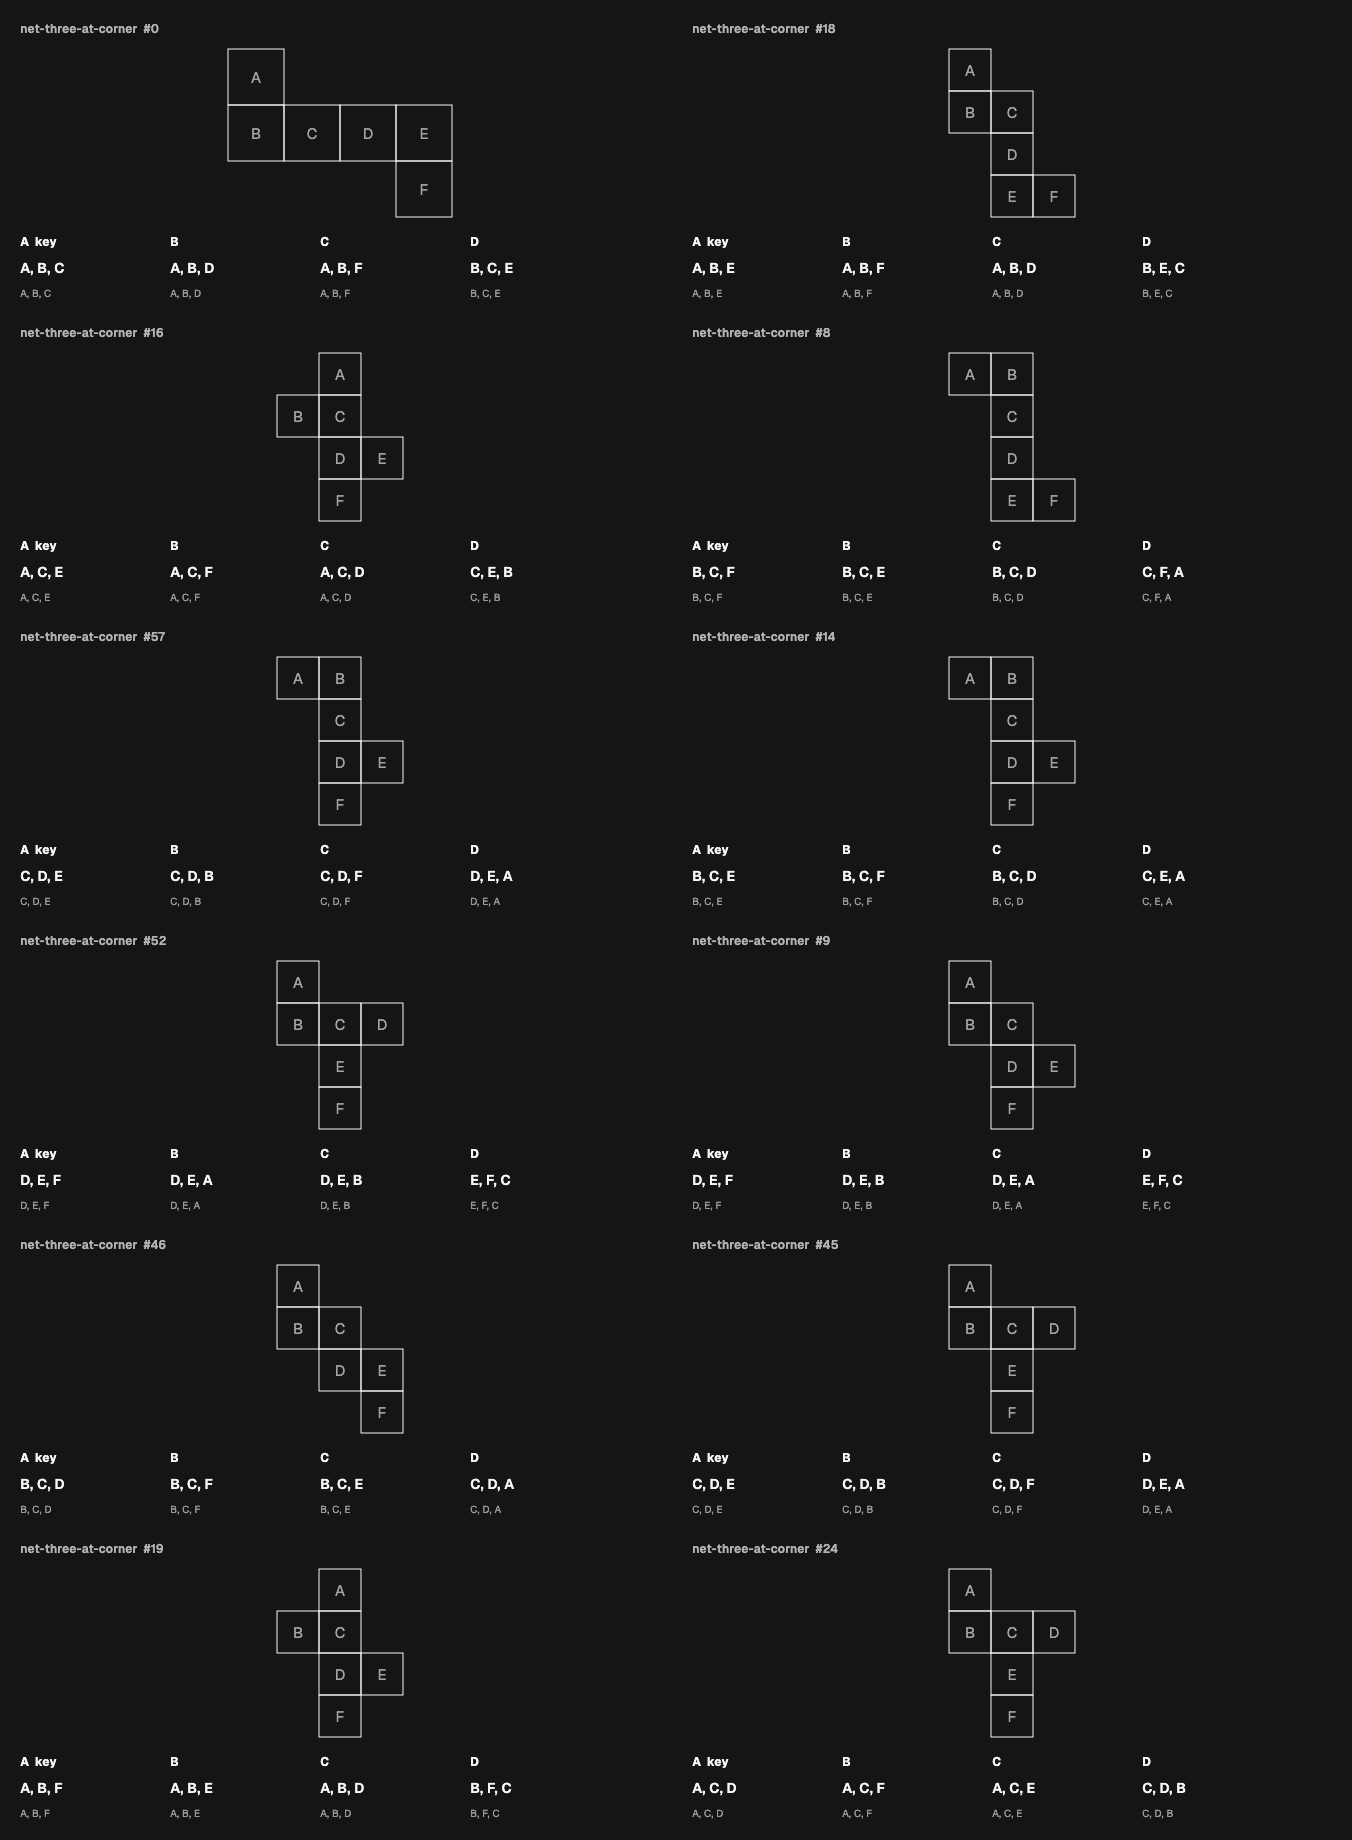 net-three-at-corner #0
A
B C D E
F
A key B C D
A, B, C A, B, D A, B, F B, C, E
A, B, C A, B, D A, B, F B, C, E
net-three-at-corner #18
A
B C
D
E F
A key B C D
A, B, E A, B, F A, B, D B, E, C
A, B, E A, B, F A, B, D B, E, C
net-three-at-corner #16
A
B C
D E
F
A key B C D
A, C, E A, C, F A, C, D C, E, B
A, C, E A, C, F A, C, D C, E, B
net-three-at-corner #8
A B
C
D
E F
A key B C D
B, C, F B, C, E B, C, D C, F, A
B, C, F B, C, E B, C, D C, F, A
net-three-at-corner #57
A B
C
D E
F
A key B C D
C, D, E C, D, B C, D, F D, E, A
C, D, E C, D, B C, D, F D, E, A
net-three-at-corner #14
A B
C
D E
F
A key B C D
B, C, E B, C, F B, C, D C, E, A
B, C, E B, C, F B, C, D C, E, A
net-three-at-corner #52
A
B C D
E
F
A key B C D
D, E, F D, E, A D, E, B E, F, C
D, E, F D, E, A D, E, B E, F, C
net-three-at-corner #9
A
B C
D E
F
A key B C D
D, E, F D, E, B D, E, A E, F, C
D, E, F D, E, B D, E, A E, F, C
net-three-at-corner #46
A
B C
D E
F
A key B C D
B, C, D B, C, F B, C, E C, D, A
B, C, D B, C, F B, C, E C, D, A
net-three-at-corner #45
A
B C D
E
F
A key B C D
C, D, E C, D, B C, D, F D, E, A
C, D, E C, D, B C, D, F D, E, A
net-three-at-corner #19
A
B C
D E
F
A key B C D
A, B, F A, B, E A, B, D B, F, C
A, B, F A, B, E A, B, D B, F, C
net-three-at-corner #24
A
B C D
E
F
A key B C D
A, C, D A, C, F A, C, E C, D, B
A, C, D A, C, F A, C, E C, D, B